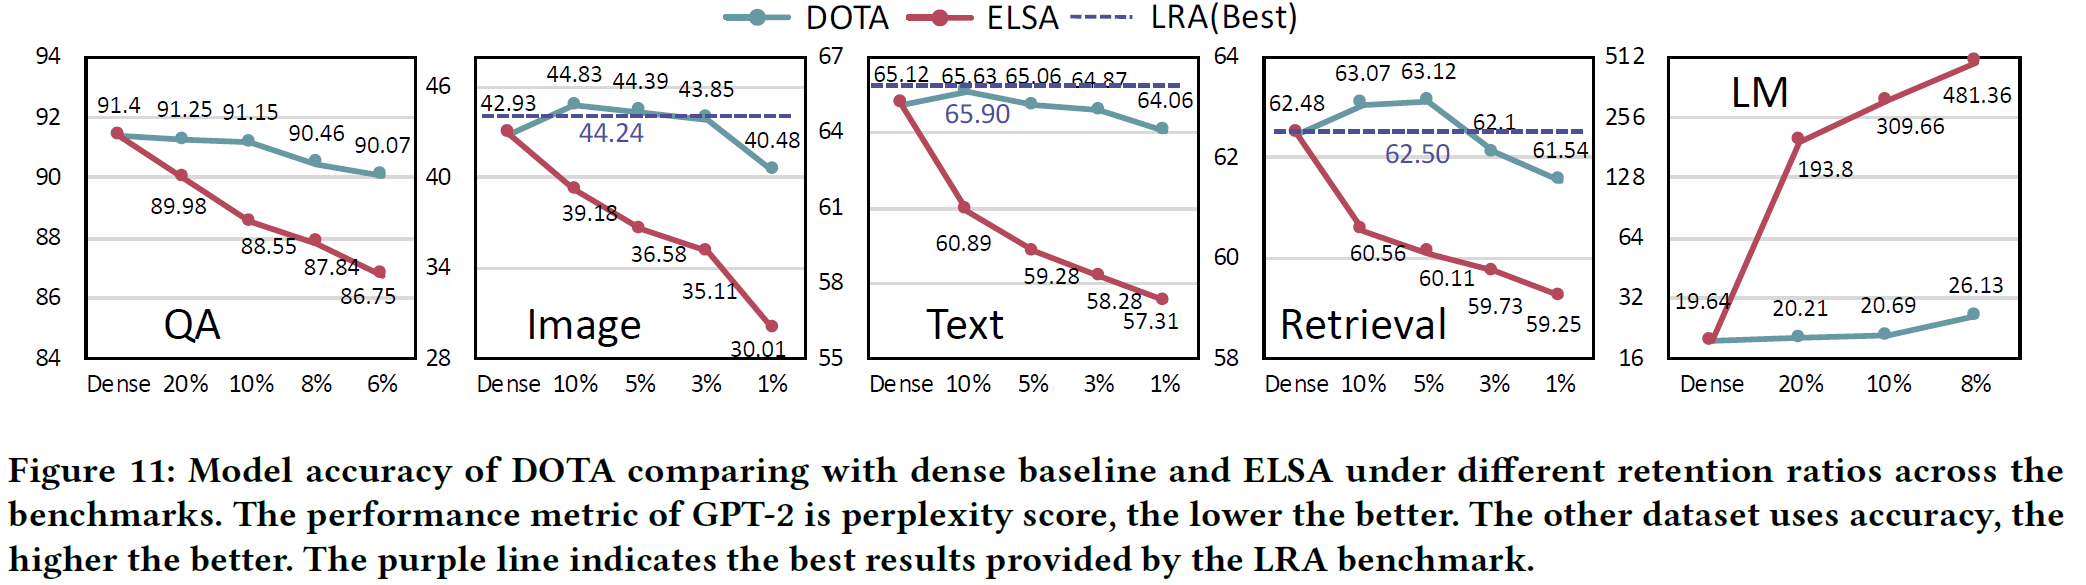 DOTA ELSA LRA(Best)
94
92
90
88
86
84
91.4 91.25 91.15 90.46 90.07
89.98 88.55 87.84 86.75
QA
Dense 20% 10% 8% 6%
46
40
34
28
42.93 44.83 44.39 43.85 40.48
44.24
39.18 36.58 35.11 30.01
Image
Dense 10% 5% 3% 1%
67
64
61
58
55
65.12 65.63 65.06 64.87 64.06
65.90
60.89 59.28 58.28 57.31
Text
Dense 10% 5% 3% 1%
64
62
60
58
62.48 63.07 63.12 62.1 61.54
62.50
60.56 60.11 59.73 59.25
Retrieval
Dense 10% 5% 3% 1%
512
256
128
64
32
16
LM
481.36
309.66
193.8
19.64 20.21 20.69 26.13
Dense 20% 10% 8%
Figure 11: Model accuracy of DOTA comparing with dense baseline and ELSA under different retention ratios across the
benchmarks. The performance metric of GPT-2 is perplexity score, the lower the better. The other dataset uses accuracy, the
higher the better. The purple line indicates the best results provided by the LRA benchmark.